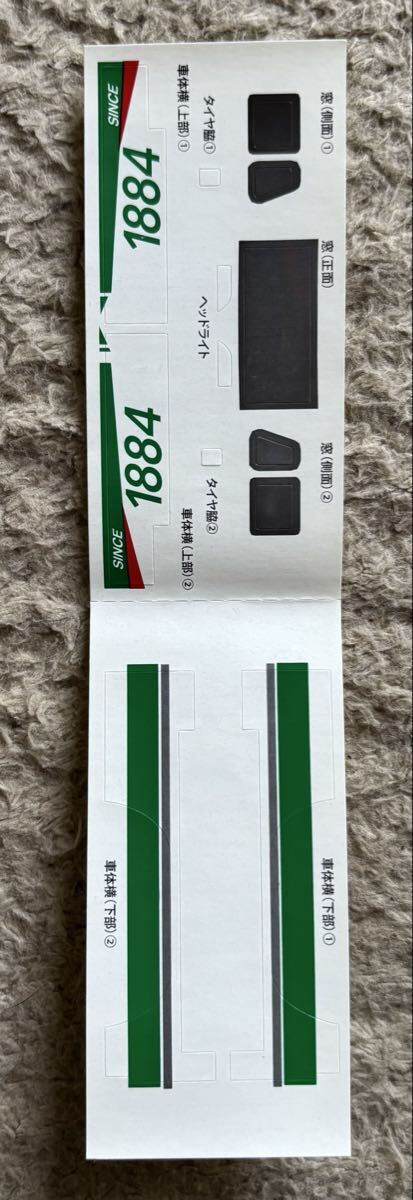 窓(側面)①
窓(正面)
窓(側面)②
タイヤ脇①
ヘッドライト
タイヤ脇②
車体横(上部)①
車体横(上部)②
SINCE
1884
1884
SINCE
車体横(下部)①
車体横(下部)②